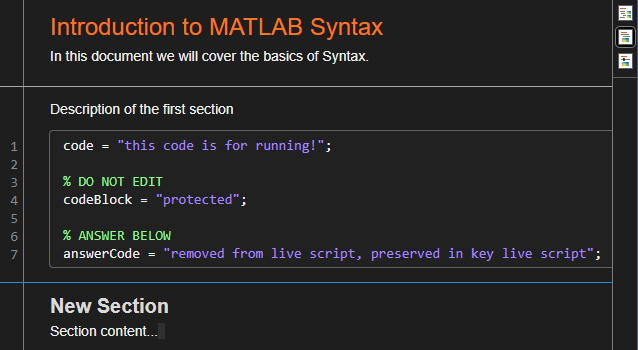 Introduction to MATLAB Syntax
In this document we will cover the basics of Syntax.
Description of the first section
1 code = "this code is for running!";
2
3 % DO NOT EDIT
4 codeBlock = "protected";
5
6 % ANSWER BELOW
7 answerCode = "removed from live script, preserved in key live script";
New Section
Section content...